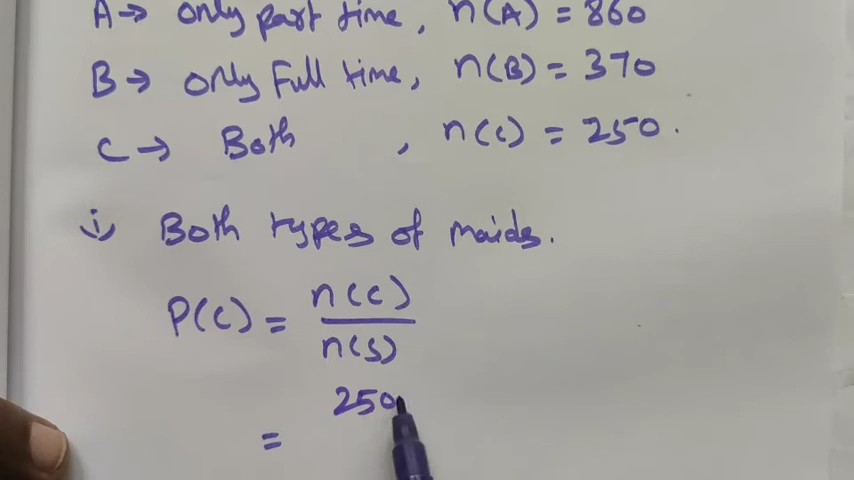 A → only part time, n(A) = 860
B → only Full time, n(B) = 370
C → Both , n(C) = 250.
i) Both types of maids.
P(C) = n(C) / n(S)
= 250